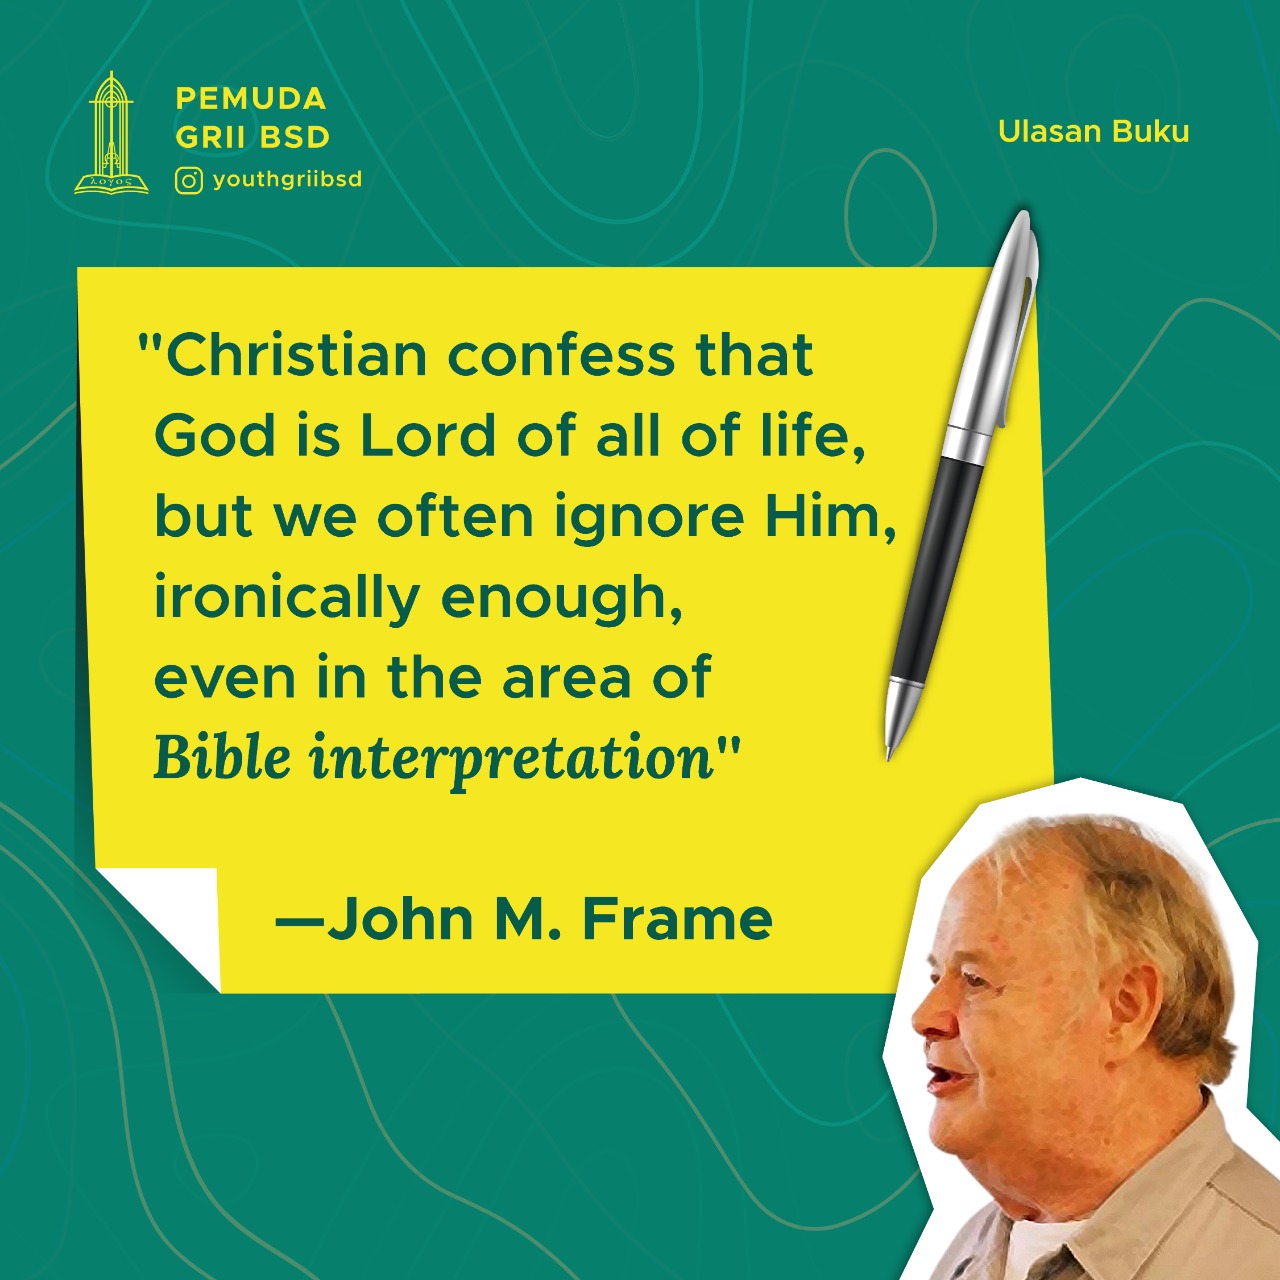 PEMUDA
GRII BSD
youthgriibsd
λογος
Ulasan Buku
"Christian confess that
God is Lord of all of life,
but we often ignore Him,
ironically enough,
even in the area of
Bible interpretation"
—John M. Frame